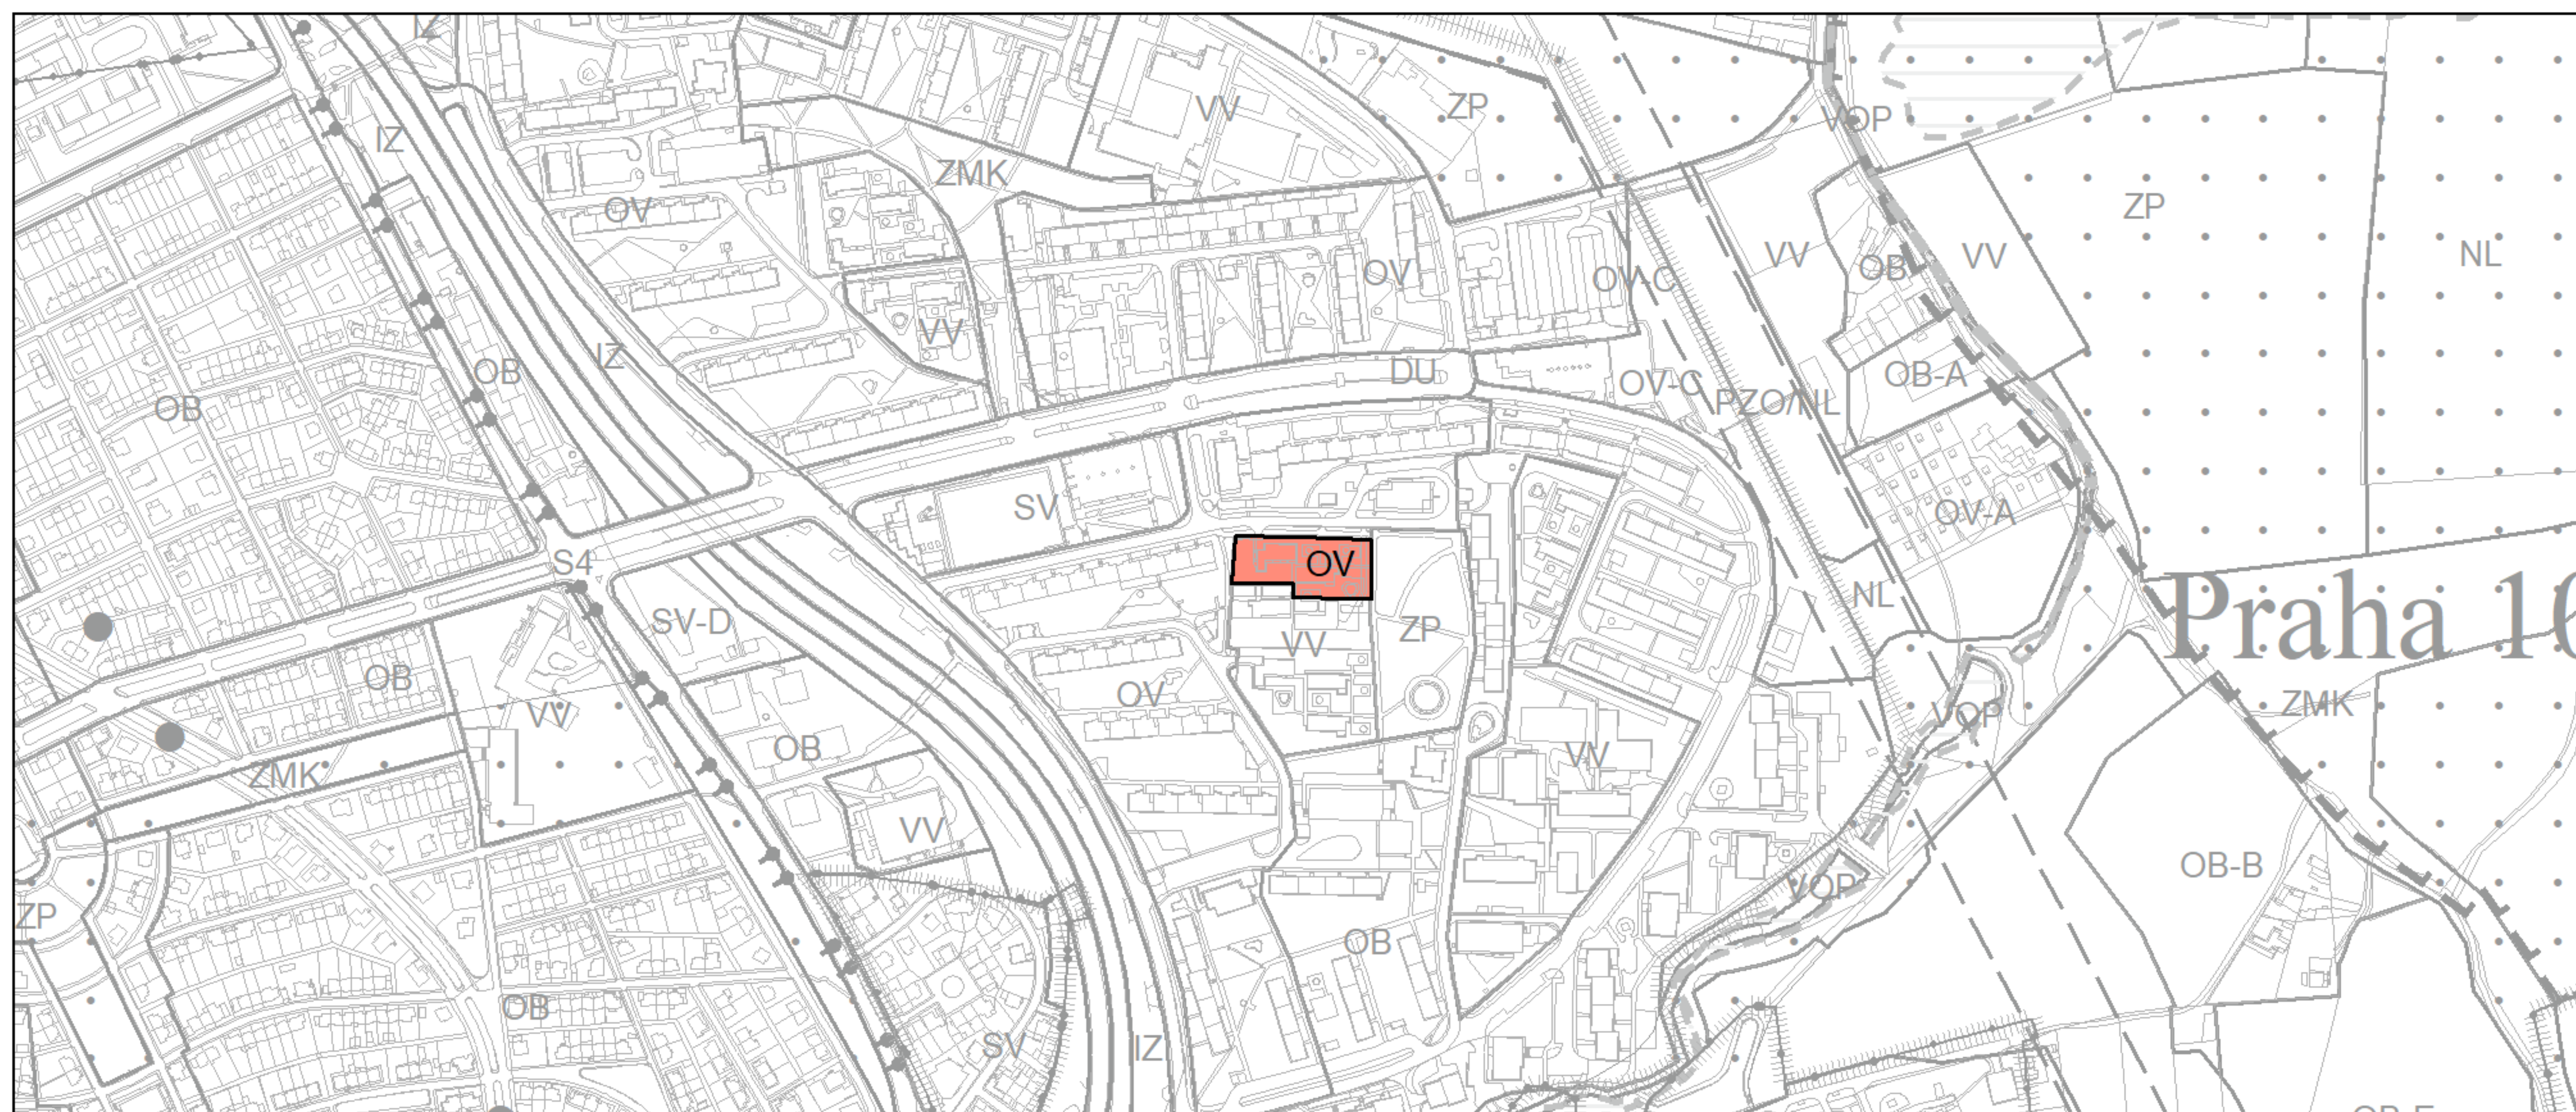 IZ
VV
ZP
VOP
IZ
ZMK
OV
ZP
VV
OB
VV
NL
OV
OV-C
VV
IZ
OB
DU
OV-C
OB-A
OB
PZO/NL
SV
OV-A
S4
OV
NL
SV-D
ZP
Praha 10
VV
OB
OV
ZMK
VV
VOP
OB
VV
ZMK
VV
OB-B
VOP
ZP
OB
OB
SV
IZ